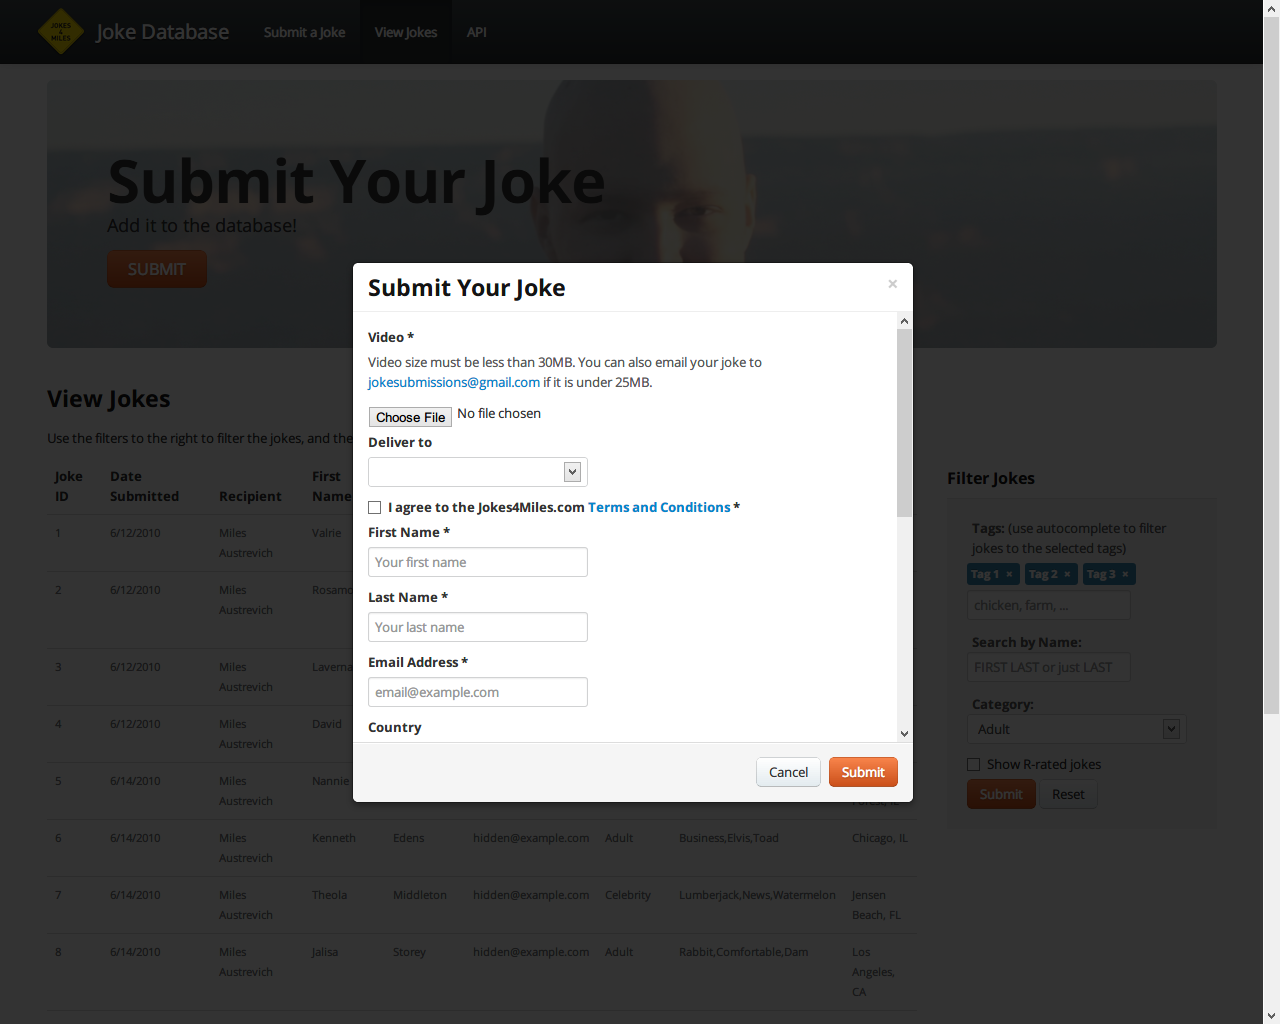 JOKES
4
MILES
Joke Database
Submit a Joke
View Jokes
API
Submit Your Joke
Add it to the database!
SUBMIT
Submit Your Joke
×
Video *
Video size must be less than 30MB. You can also email your joke to
jokesubmissions@gmail.com if it is under 25MB.
Choose File No file chosen
Deliver to
I agree to the Jokes4Miles.com Terms and Conditions *
First Name *
Your first name
Last Name *
Your last name
Email Address *
email@example.com
Country
Cancel
Submit
View Jokes
Use the filters to the right to filter the jokes, and the
Joke ID
Date Submitted
Recipient
First Name
1 6/12/2010 Miles Austrevich Valrie
2 6/12/2010 Miles Austrevich
3 6/12/2010 Miles Austrevich
4 6/12/2010 Miles Austrevich David
5 6/14/2010 Miles Austrevich Nannie
6 6/14/2010 Miles Austrevich Kenneth Edens hidden@example.com Adult Business,Elvis,Toad Chicago, IL
7 6/14/2010 Miles Austrevich Theola Middleton hidden@example.com Celebrity Lumberjack,News,Watermelon Jensen Beach, FL
8 6/14/2010 Miles Austrevich Jalisa Storey hidden@example.com Adult Rabbit,Comfortable,Dam Los Angeles, CA
Filter Jokes
Tags: (use autocomplete to filter
jokes to the selected tags)
Tag 1 × Tag 2 × Tag 3 ×
chicken, farm, ...
Search by Name:
FIRST LAST or just LAST
Category:
Adult
Show R-rated jokes
Submit Reset